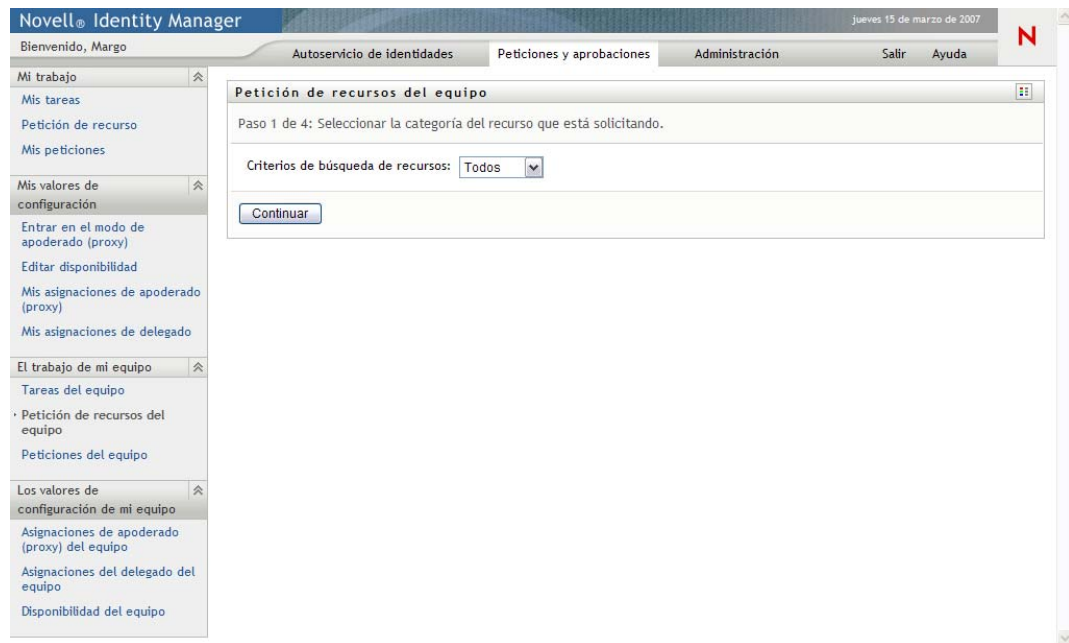 Novell® Identity Manager
jueves 15 de marzo de 2007
N
Bienvenido, Margo
Autoservicio de identidades
Peticiones y aprobaciones
Administración
Salir
Ayuda
Mi trabajo
Mis tareas
Petición de recurso
Mis peticiones
Mis valores de
configuración
Entrar en el modo de
apoderado (proxy)
Editar disponibilidad
Mis asignaciones de apoderado
(proxy)
Mis asignaciones de delegado
El trabajo de mi equipo
Tareas del equipo
Petición de recursos del
equipo
Peticiones del equipo
Los valores de
configuración de mi equipo
Asignaciones de apoderado
(proxy) del equipo
Asignaciones del delegado del
equipo
Disponibilidad del equipo
Petición de recursos del equipo
Paso 1 de 4: Seleccionar la categoría del recurso que está solicitando.
Criterios de búsqueda de recursos: Todos
Continuar